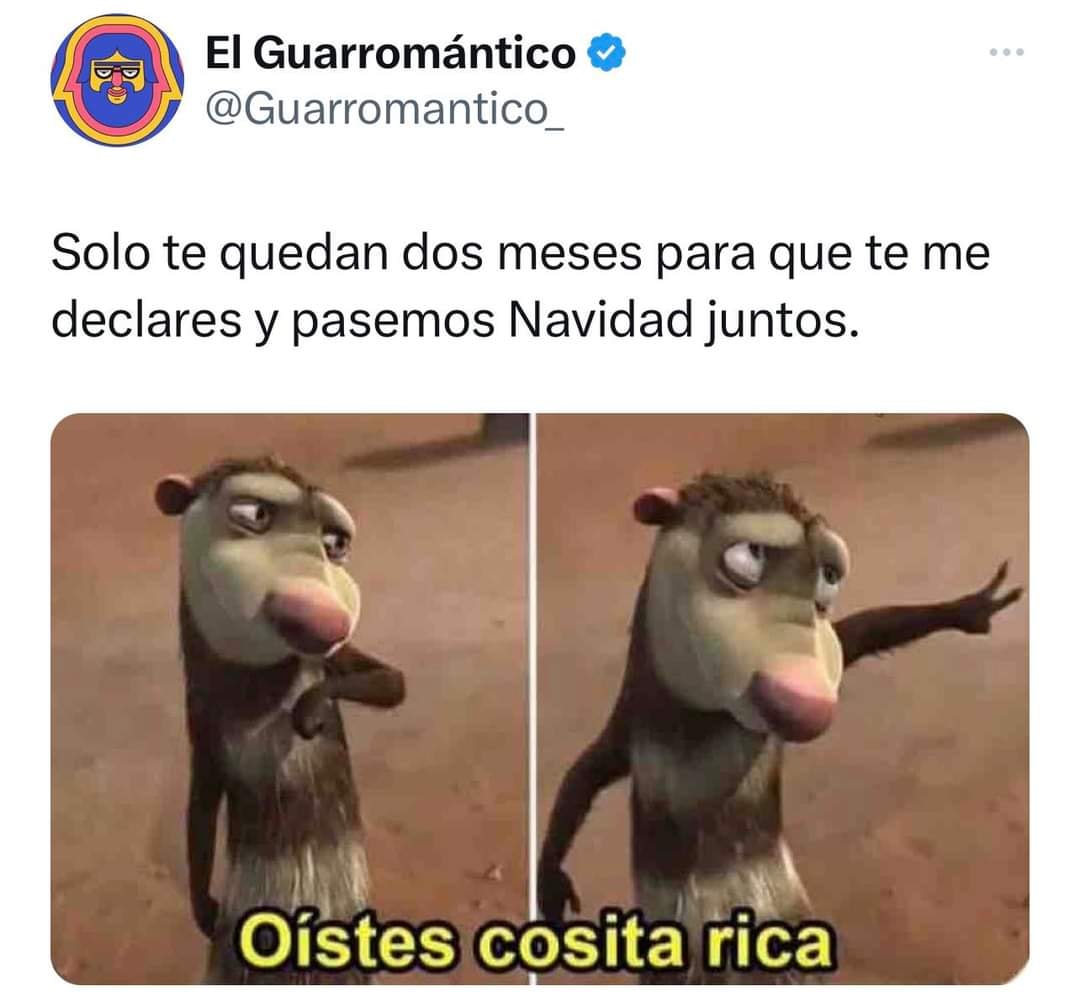 El Guarromántico
@Guarromantico_
Solo te quedan dos meses para que te me
declares y pasemos Navidad juntos.
Oístes cosita rica